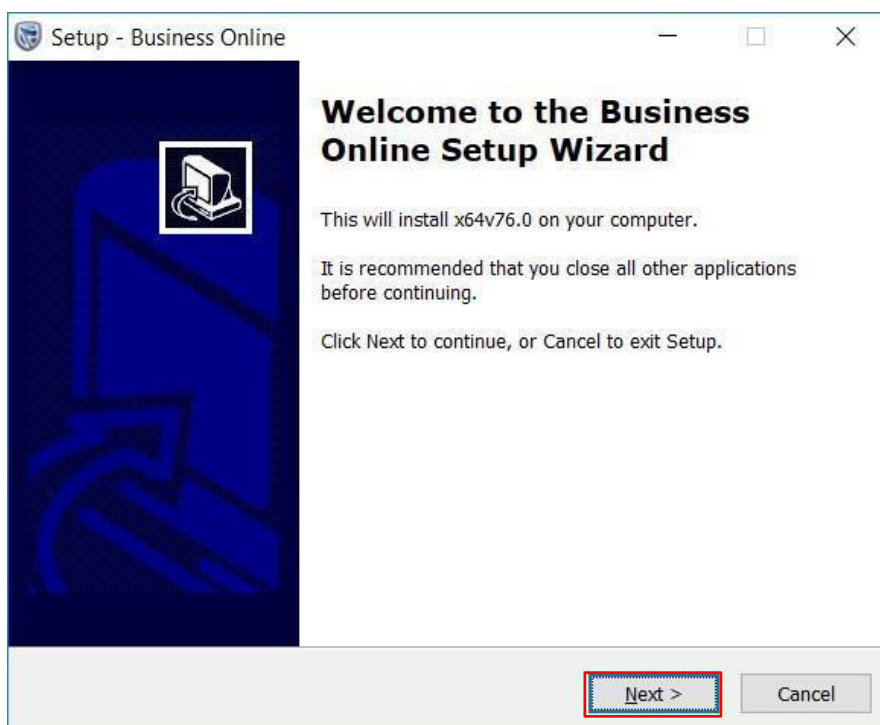 Setup - Business Online
Welcome to the Business
Online Setup Wizard
This will install x64v76.0 on your computer.
It is recommended that you close all other applications
before continuing.
Click Next to continue, or Cancel to exit Setup.
Next >
Cancel